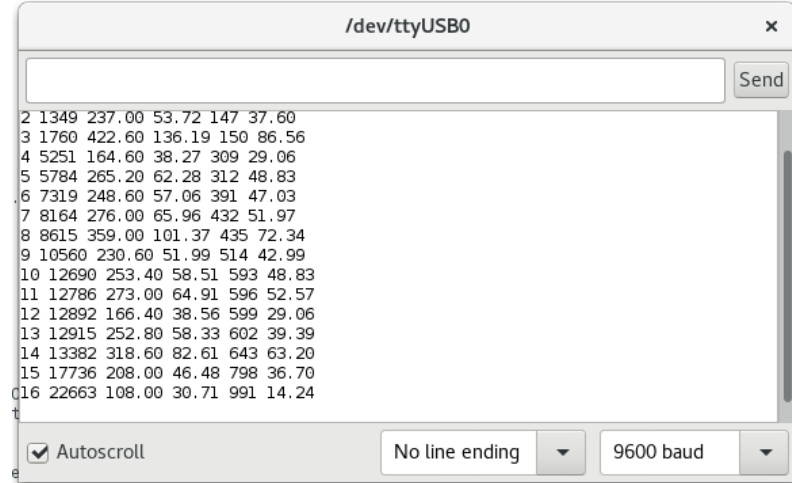 /dev/ttyUSB0
×
Send
2 1349 237.00 53.72 147 37.60
3 1760 422.60 136.19 150 86.56
4 5251 164.60 38.27 309 29.06
5 5784 265.20 62.28 312 48.83
6 7319 248.60 57.06 391 47.03
7 8164 276.00 65.96 432 51.97
8 8615 359.00 101.37 435 72.34
9 10560 230.60 51.99 514 42.99
10 12690 253.40 58.51 593 48.83
11 12786 273.00 64.91 596 52.57
12 12892 166.40 38.56 599 29.06
13 12915 252.80 58.33 602 39.39
14 13382 318.60 82.61 643 63.20
15 17736 208.00 46.48 798 36.70
16 22663 108.00 30.71 991 14.24
Autoscroll
No line ending
9600 baud